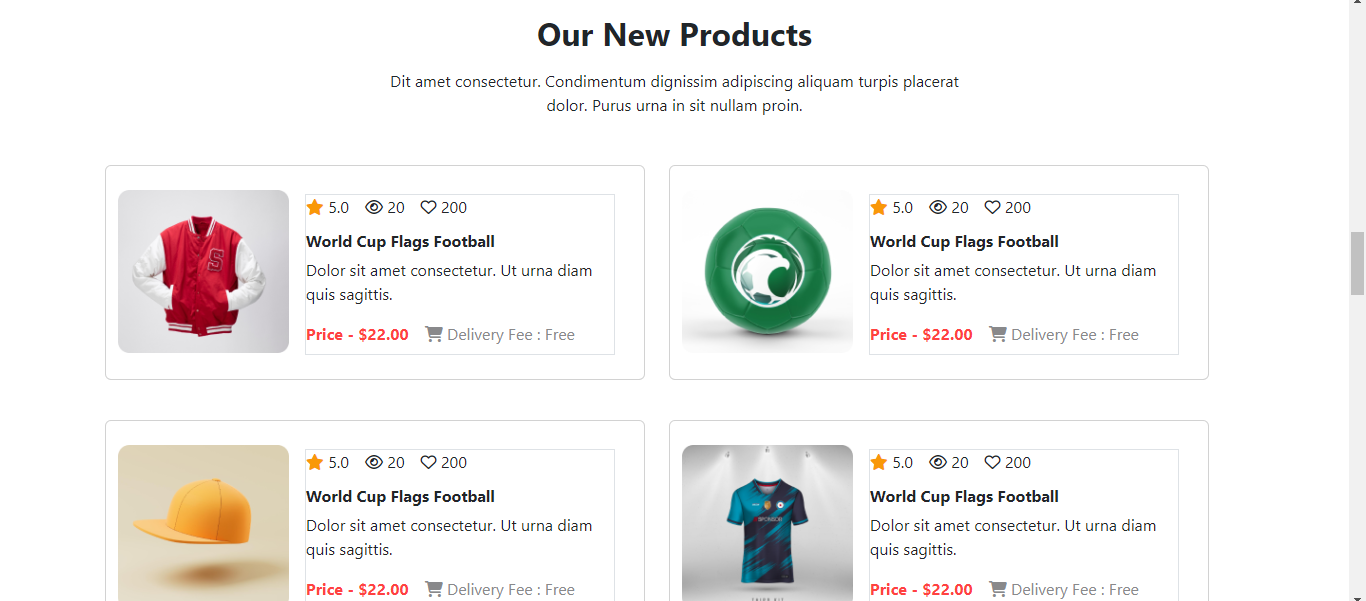 Our New Products
Dit amet consectetur. Condimentum dignissim adipiscing aliquam turpis placerat
dolor. Purus urna in sit nullam proin.
S
5.0 20 200
World Cup Flags Football
Dolor sit amet consectetur. Ut urna diam
quis sagittis.
Price - $22.00 Delivery Fee : Free
5.0 20 200
World Cup Flags Football
Dolor sit amet consectetur. Ut urna diam
quis sagittis.
Price - $22.00 Delivery Fee : Free
5.0 20 200
World Cup Flags Football
Dolor sit amet consectetur. Ut urna diam
quis sagittis.
Price - $22.00 Delivery Fee : Free
SPONSOR
5.0 20 200
World Cup Flags Football
Dolor sit amet consectetur. Ut urna diam
quis sagittis.
Price - $22.00 Delivery Fee : Free